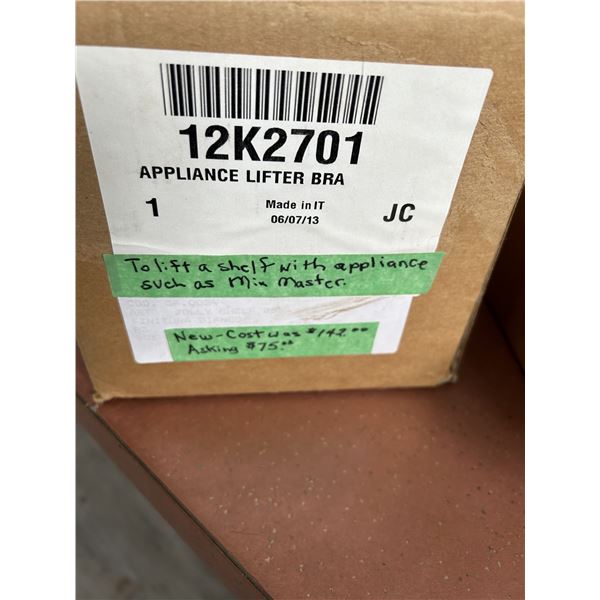 12K2701
APPLIANCE LIFTER BRA
1 Made in IT JC
06/07/13
To lift a shelf with appliance
such as Mix Master.
New-Cost was $142.00
Asking $75.00